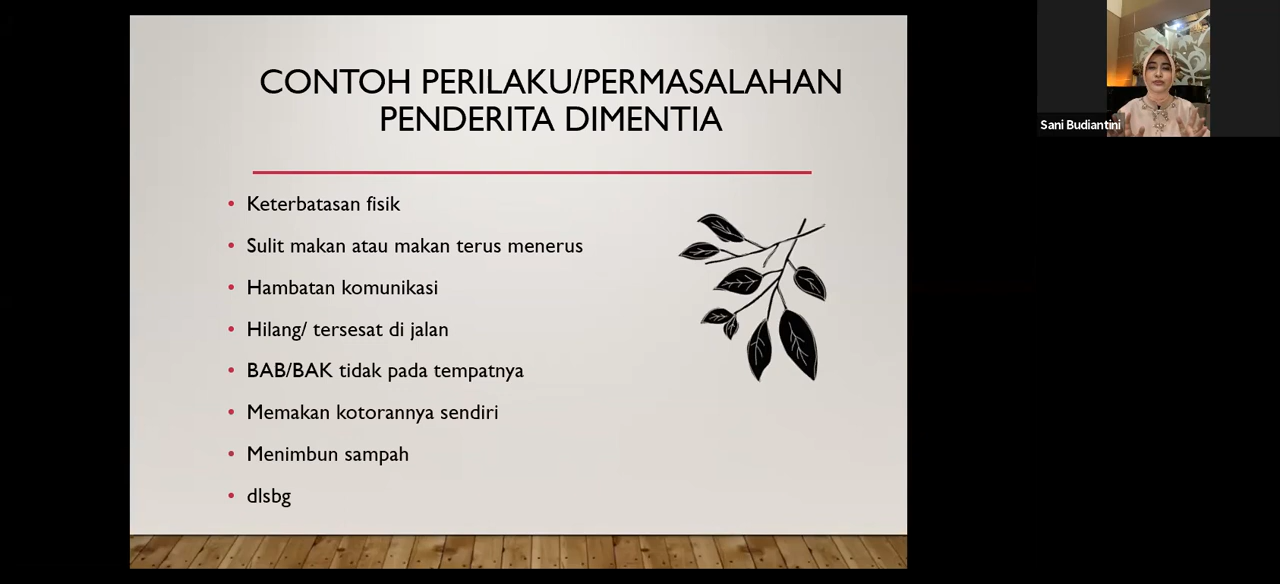 CONTOH PERILAKU/PERMASALAHAN
PENDERITA DIMENTIA
• Keterbatasan fisik
• Sulit makan atau makan terus menerus
• Hambatan komunikasi
• Hilang/ tersesat di jalan
• BAB/BAK tidak pada tempatnya
• Memakan kotorannya sendiri
• Menimbun sampah
• dlsbg
Sani Budiantini